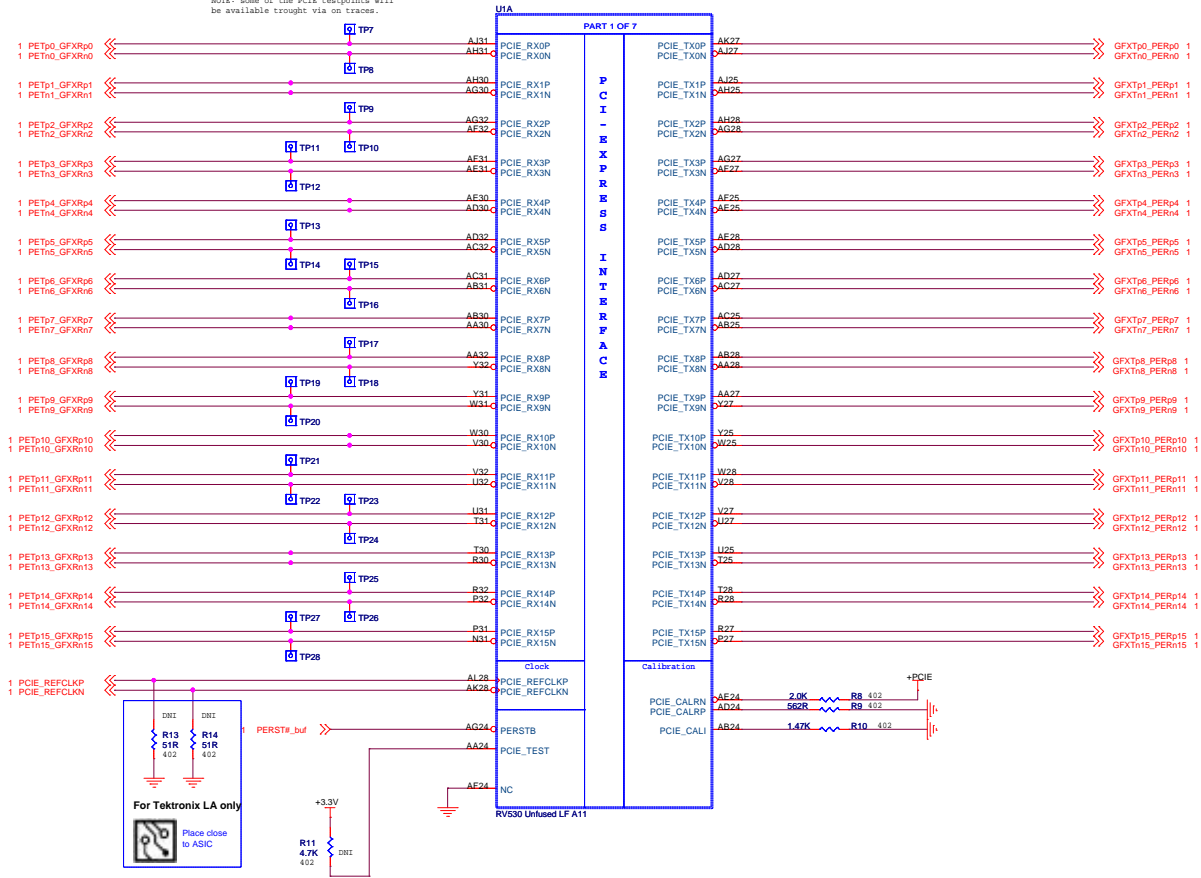 NOTE: some of the PCIE testpoints will
be available trought via on traces.
U1A
PART 1 OF 7
PCI-EXPRESS INTERFACE
TP7
1 PETp0_GFXRp0 AJ31 PCIE_RX0P PCIE_TX0P AK27 GFXTp0_PERp0 1
1 PETn0_GFXRn0 AH31 PCIE_RX0N PCIE_TX0N AJ27 GFXTn0_PERn0 1
TP8
1 PETp1_GFXRp1 AH30 PCIE_RX1P PCIE_TX1P AJ25 GFXTp1_PERp1 1
1 PETn1_GFXRn1 AG30 PCIE_RX1N PCIE_TX1N AH25 GFXTn1_PERn1 1
TP9
1 PETp2_GFXRp2 AG32 PCIE_RX2P PCIE_TX2P AH28 GFXTp2_PERp2 1
1 PETn2_GFXRn2 AF32 PCIE_RX2N PCIE_TX2N AG28 GFXTn2_PERn2 1
TP11 TP10
1 PETp3_GFXRp3 AF31 PCIE_RX3P PCIE_TX3P AG27 GFXTp3_PERp3 1
1 PETn3_GFXRn3 AE31 PCIE_RX3N PCIE_TX3N AF27 GFXTn3_PERn3 1
TP12
1 PETp4_GFXRp4 AE30 PCIE_RX4P PCIE_TX4P AF25 GFXTp4_PERp4 1
1 PETn4_GFXRn4 AD30 PCIE_RX4N PCIE_TX4N AE25 GFXTn4_PERn4 1
TP13
1 PETp5_GFXRp5 AD32 PCIE_RX5P PCIE_TX5P AE28 GFXTp5_PERp5 1
1 PETn5_GFXRn5 AC32 PCIE_RX5N PCIE_TX5N AD28 GFXTn5_PERn5 1
TP14 TP15
1 PETp6_GFXRp6 AC31 PCIE_RX6P PCIE_TX6P AD27 GFXTp6_PERp6 1
1 PETn6_GFXRn6 AB31 PCIE_RX6N PCIE_TX6N AC27 GFXTn6_PERn6 1
TP16
1 PETp7_GFXRp7 AB30 PCIE_RX7P PCIE_TX7P AC25 GFXTp7_PERp7 1
1 PETn7_GFXRn7 AA30 PCIE_RX7N PCIE_TX7N AB25 GFXTn7_PERn7 1
TP17
1 PETp8_GFXRp8 AA32 PCIE_RX8P PCIE_TX8P AB28 GFXTp8_PERp8 1
1 PETn8_GFXRn8 Y32 PCIE_RX8N PCIE_TX8N AA28 GFXTn8_PERn8 1
TP19 TP18
1 PETp9_GFXRp9 Y31 PCIE_RX9P PCIE_TX9P AA27 GFXTp9_PERp9 1
1 PETn9_GFXRn9 W31 PCIE_RX9N PCIE_TX9N Y27 GFXTn9_PERn9 1
TP20
1 PETp10_GFXRp10 W30 PCIE_RX10P PCIE_TX10P Y25 GFXTp10_PERp10 1
1 PETn10_GFXRn10 V30 PCIE_RX10N PCIE_TX10N W25 GFXTn10_PERn10 1
TP21
1 PETp11_GFXRp11 V32 PCIE_RX11P PCIE_TX11P W28 GFXTp11_PERp11 1
1 PETn11_GFXRn11 U32 PCIE_RX11N PCIE_TX11N V28 GFXTn11_PERn11 1
TP22 TP23
1 PETp12_GFXRp12 U31 PCIE_RX12P PCIE_TX12P V27 GFXTp12_PERp12 1
1 PETn12_GFXRn12 T31 PCIE_RX12N PCIE_TX12N U27 GFXTn12_PERn12 1
TP24
1 PETp13_GFXRp13 T30 PCIE_RX13P PCIE_TX13P U25 GFXTp13_PERp13 1
1 PETn13_GFXRn13 R30 PCIE_RX13N PCIE_TX13N T25 GFXTn13_PERn13 1
TP25
1 PETp14_GFXRp14 R32 PCIE_RX14P PCIE_TX14P T28 GFXTp14_PERp14 1
1 PETn14_GFXRn14 P32 PCIE_RX14N PCIE_TX14N R28 GFXTn14_PERn14 1
TP27 TP26
1 PETp15_GFXRp15 P31 PCIE_RX15P PCIE_TX15P R27 GFXTp15_PERp15 1
1 PETn15_GFXRn15 N31 PCIE_RX15N PCIE_TX15N P27 GFXTn15_PERn15 1
TP28
Clock Calibration
1 PCIE_REFCLKP AL28 PCIE_REFCLKP
1 PCIE_REFCLKN AK28 PCIE_REFCLKN
+PCIE
PCIE_CALRN AE24 2.0K R8 402
PCIE_CALRP AD24 562R R9 402
PCIE_CALI AB24 1.47K R10 402
DNI DNI
R13 R14
51R 51R
402 402
1 PERST#_buf AG24 PERSTB
AA24 PCIE_TEST
AF24 NC
RV530 Unfused LF A11
For Tektronix LA only
Place close
to ASIC
+3.3V
R11
4.7K DNI
402